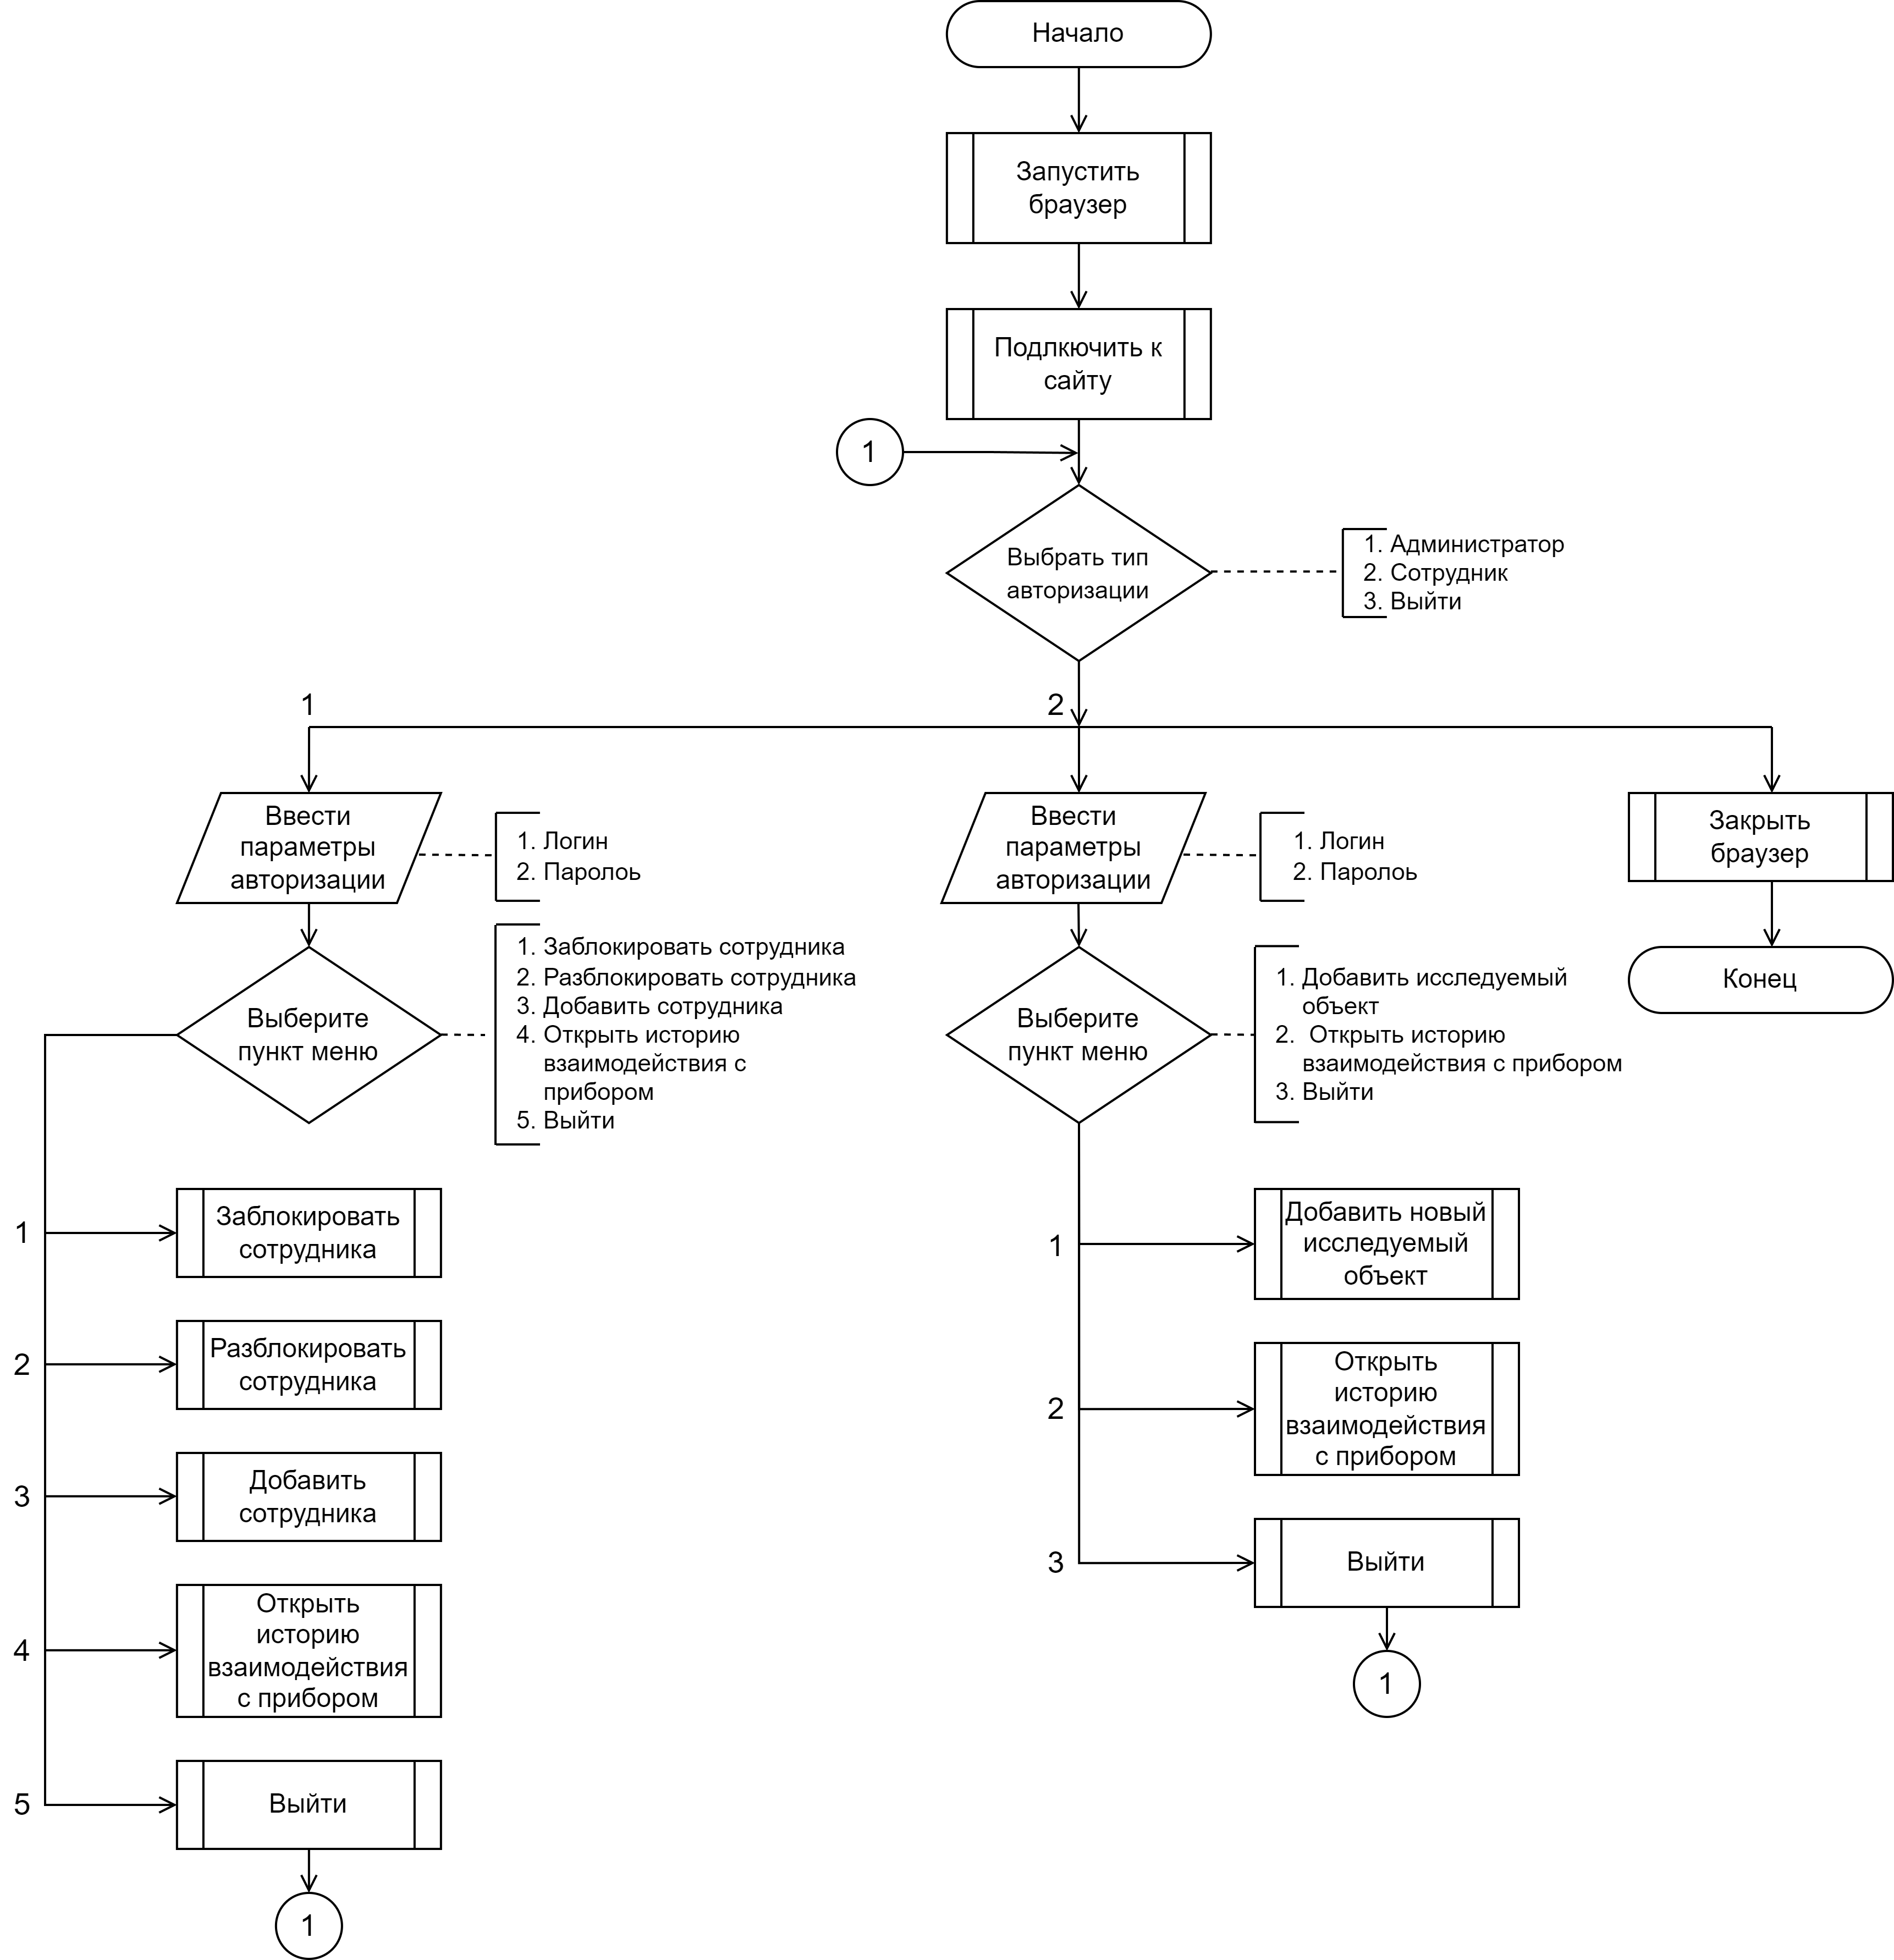 Начало
Запустить
браузер
Подлкючить к
сайту
1
Выбрать тип
авторизации
1. Администратор
2. Сотрудник
3. Выйти
1
2
Ввести
параметры
авторизации
1. Логин
2. Паролоь
Ввести
параметры
авторизации
1. Логин
2. Паролоь
Закрыть
браузер
Выберите
пункт меню
1. Заблокировать сотрудника
2. Разблокировать сотрудника
3. Добавить сотрудника
4. Открыть историю
взаимодействия с
прибором
5. Выйти
Выберите
пункт меню
1. Добавить исследуемый
объект
2. Открыть историю
взаимодействия с прибором
3. Выйти
Конец
1
Заблокировать
сотрудника
2
Разблокировать
сотрудника
3
Добавить
сотрудника
4
Открыть
историю
взаимодействия
с прибором
5
Выйти
1
1
Добавить новый
исследуемый
объект
2
Открыть
историю
взаимодействия
с прибором
3
Выйти
1